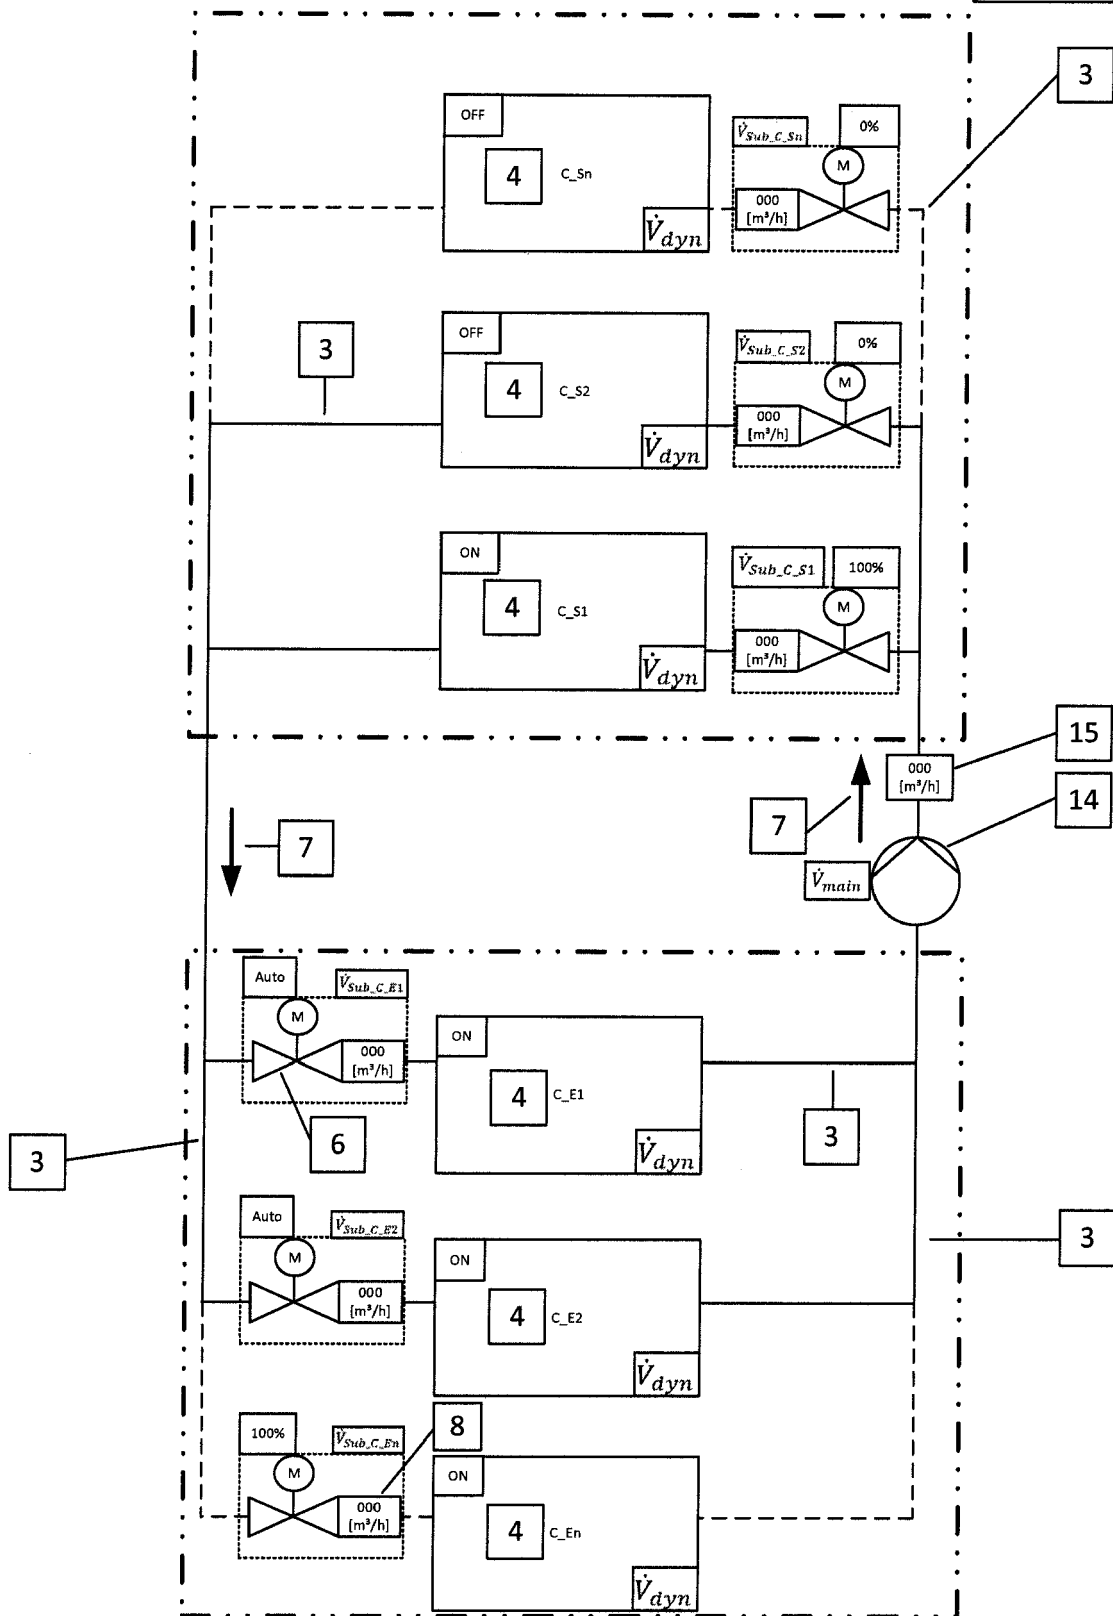 3
OFF
4
C_Sn
V̇dyn
V̇Sub_C_Sn
0%
M
000
[m³/h]
3
OFF
4
C_S2
V̇dyn
V̇Sub_C_S2
0%
M
000
[m³/h]
ON
4
C_S1
V̇dyn
V̇Sub_C_S1
100%
M
000
[m³/h]
15
000
[m³/h]
14
7
7
V̇main
Auto
V̇Sub_C_E1
M
000
[m³/h]
ON
4
C_E1
V̇dyn
6
3
3
Auto
V̇Sub_C_E2
M
000
[m³/h]
ON
4
C_E2
V̇dyn
3
100%
V̇Sub_C_En
8
M
000
[m³/h]
ON
4
C_En
V̇dyn